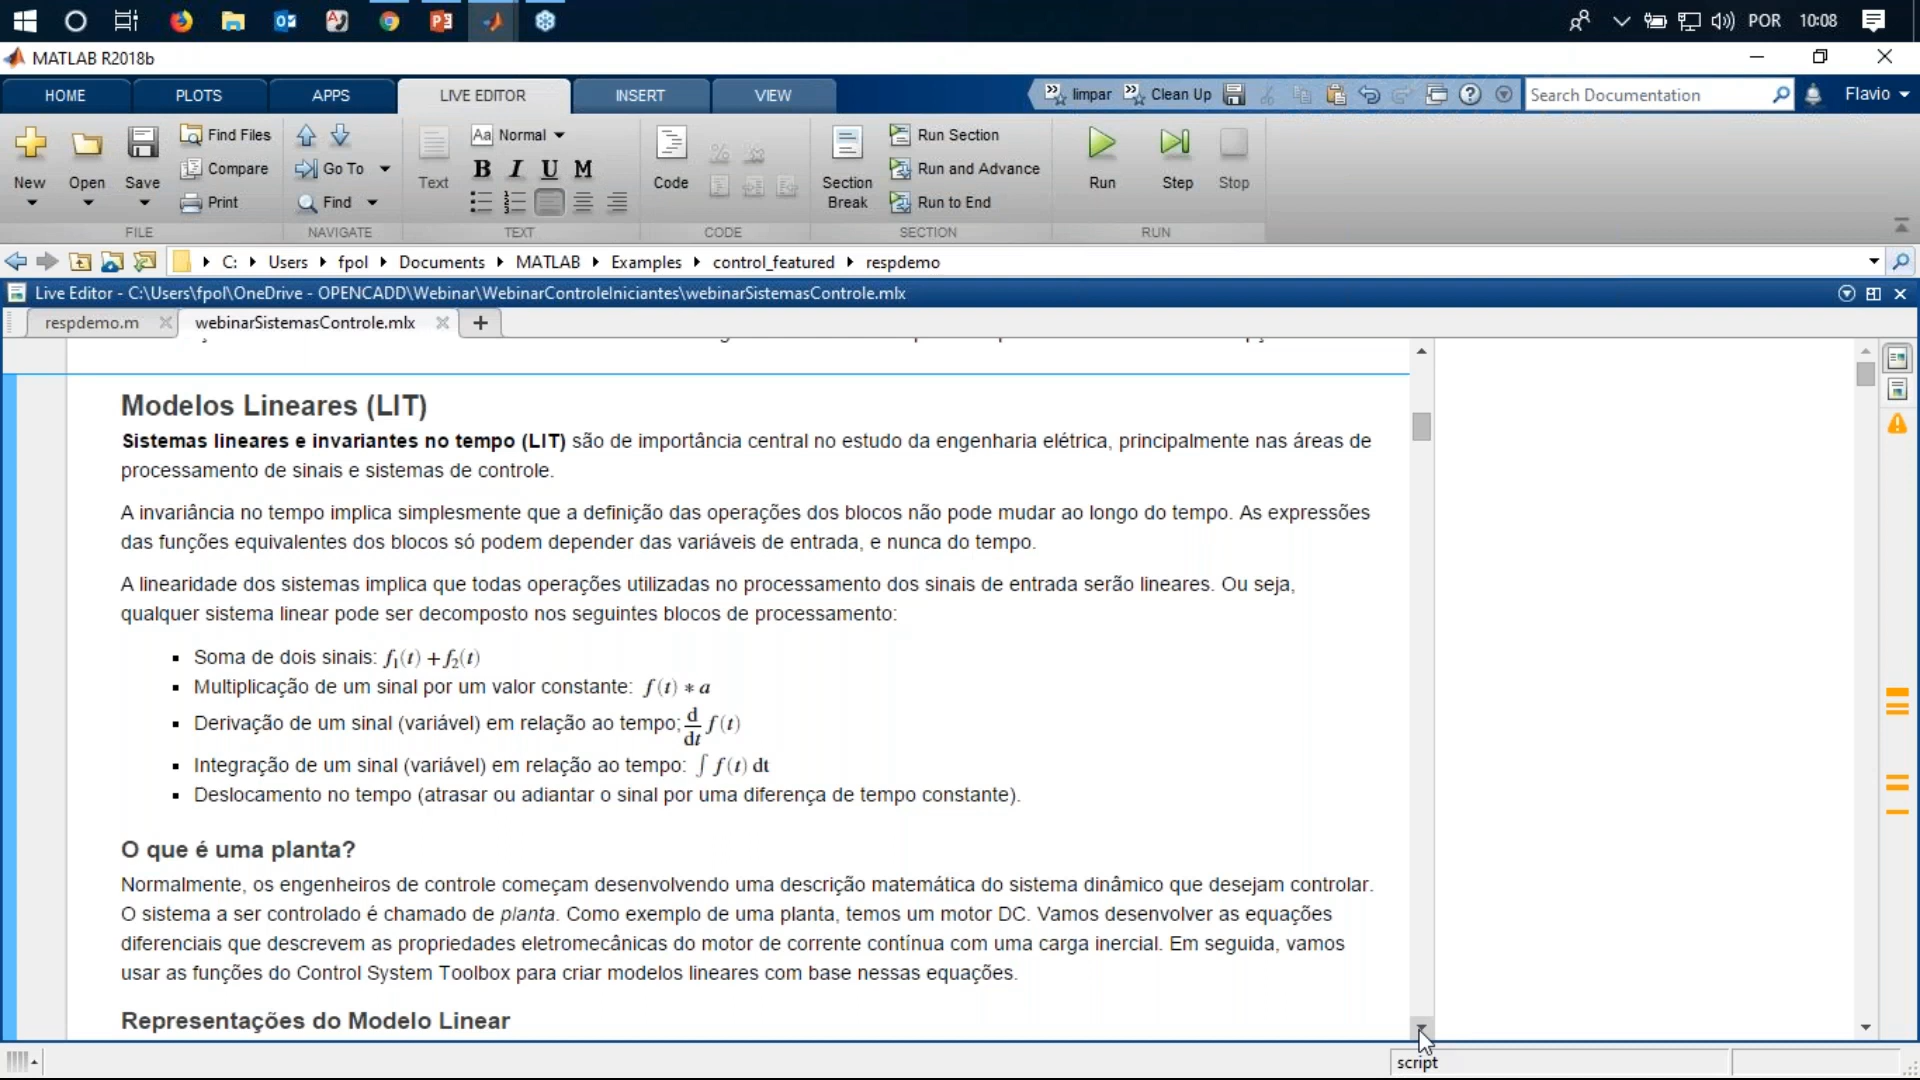 POR 10:08
MATLAB R2018b
HOME PLOTS APPS LIVE EDITOR INSERT VIEW limpar Clean Up Search Documentation Flavio
New Open Save Find Files Compare Print
FILE
Go To Find
NAVIGATE
Text Aa Normal B I U M
TEXT
Code
CODE
Section Break Run Section Run and Advance Run to End
SECTION
Run Step Stop
RUN
C: Users fpol Documents MATLAB Examples control_featured respdemo
Live Editor - C:\Users\fpol\OneDrive - OPENCADD\Webinar\WebinarControleIniciantes\webinarSistemasControle.mlx
respdemo.m webinarSistemasControle.mlx
Modelos Lineares (LIT)
Sistemas lineares e invariantes no tempo (LIT) são de importância central no estudo da engenharia elétrica, principalmente nas áreas de
processamento de sinais e sistemas de controle.
A invariância no tempo implica simplesmente que a definição das operações dos blocos não pode mudar ao longo do tempo. As expressões
das funções equivalentes dos blocos só podem depender das variáveis de entrada, e nunca do tempo.
A linearidade dos sistemas implica que todas operações utilizadas no processamento dos sinais de entrada serão lineares. Ou seja,
qualquer sistema linear pode ser decomposto nos seguintes blocos de processamento:
▪ Soma de dois sinais: f₁(t) + f₂(t)
▪ Multiplicação de um sinal por um valor constante: f(t) * a
▪ Derivação de um sinal (variável) em relação ao tempo; d/dt f(t)
▪ Integração de um sinal (variável) em relação ao tempo: ∫ f(t) dt
▪ Deslocamento no tempo (atrasar ou adiantar o sinal por uma diferença de tempo constante).
O que é uma planta?
Normalmente, os engenheiros de controle começam desenvolvendo uma descrição matemática do sistema dinâmico que desejam controlar.
O sistema a ser controlado é chamado de planta. Como exemplo de uma planta, temos um motor DC. Vamos desenvolver as equações
diferenciais que descrevem as propriedades eletromecânicas do motor de corrente contínua com uma carga inercial. Em seguida, vamos
usar as funções do Control System Toolbox para criar modelos lineares com base nessas equações.
Representações do Modelo Linear
script